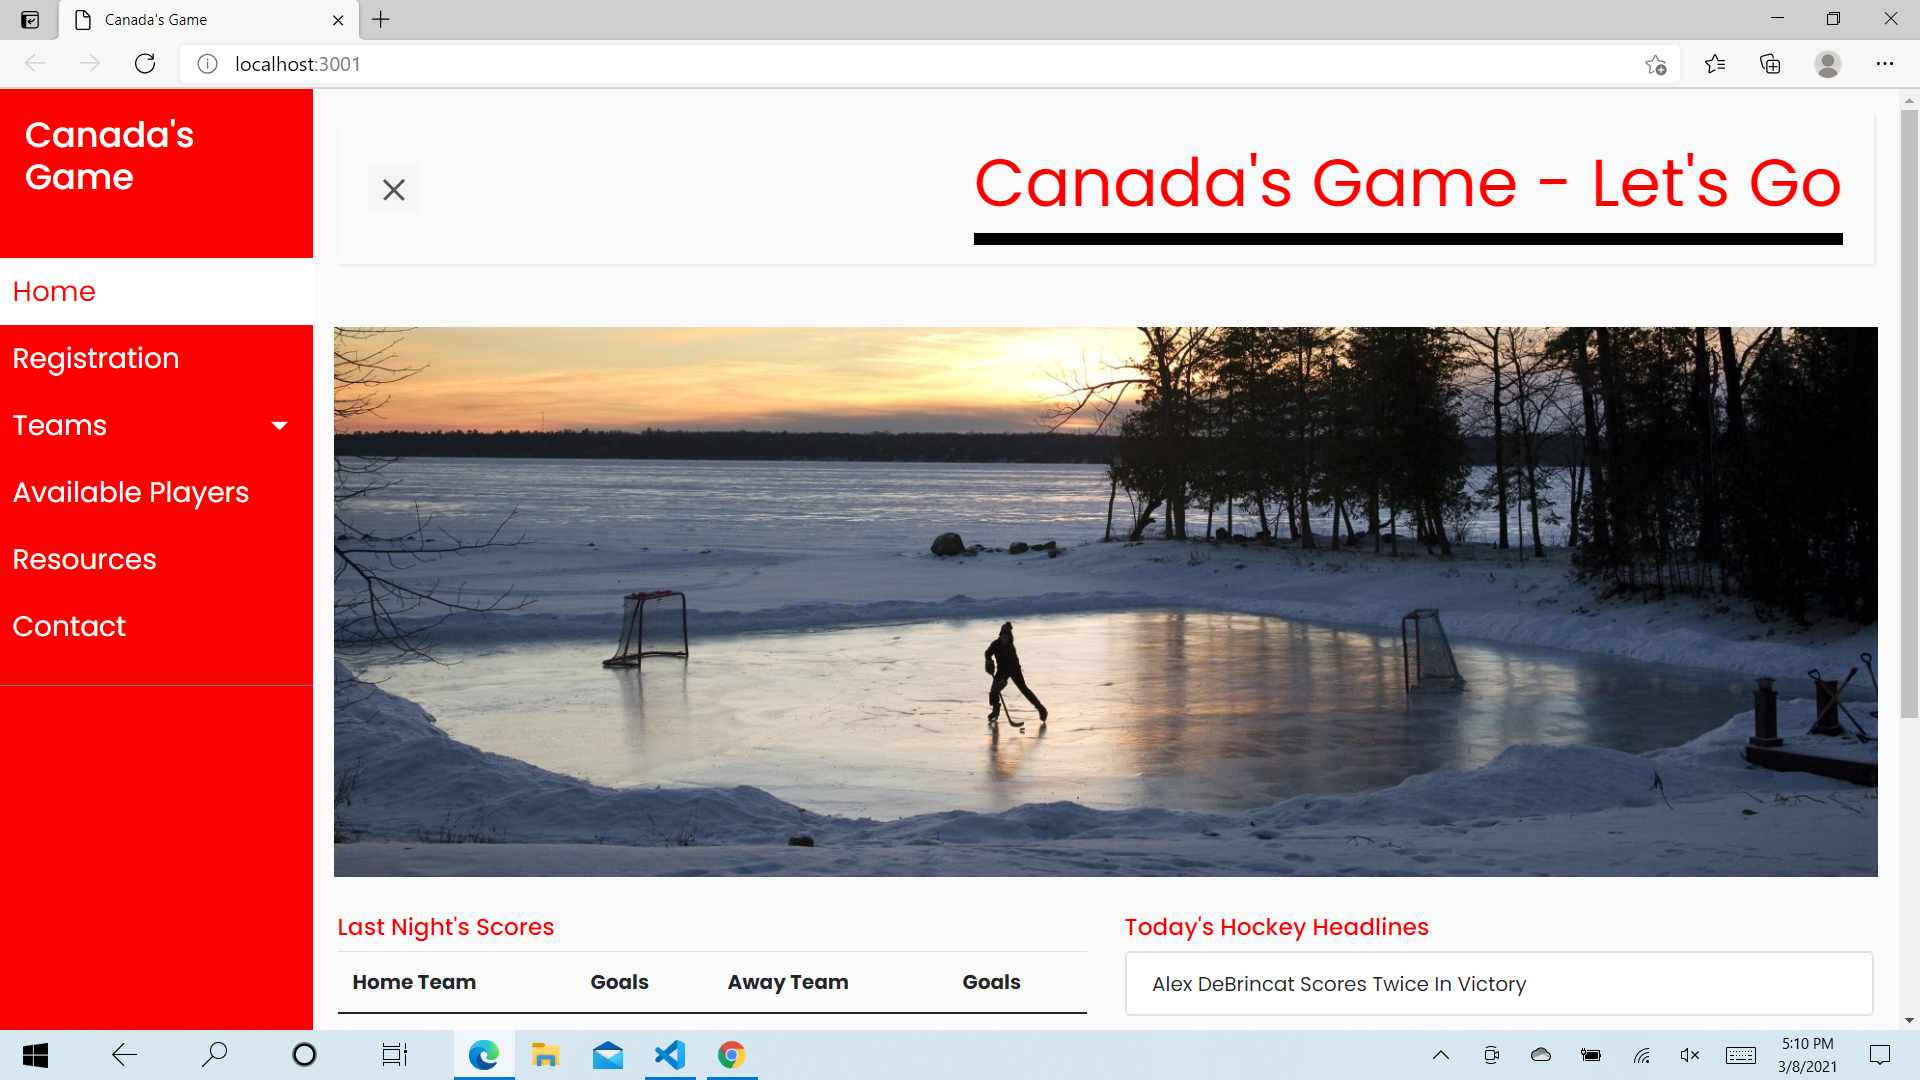 Canada's Game
localhost:3001
Canada's
Game
Home
Registration
Teams
Available Players
Resources
Contact
Canada's Game - Let's Go
Last Night's Scores
Home Team Goals Away Team Goals
Today's Hockey Headlines
Alex DeBrincat Scores Twice In Victory
5:10 PM
3/8/2021